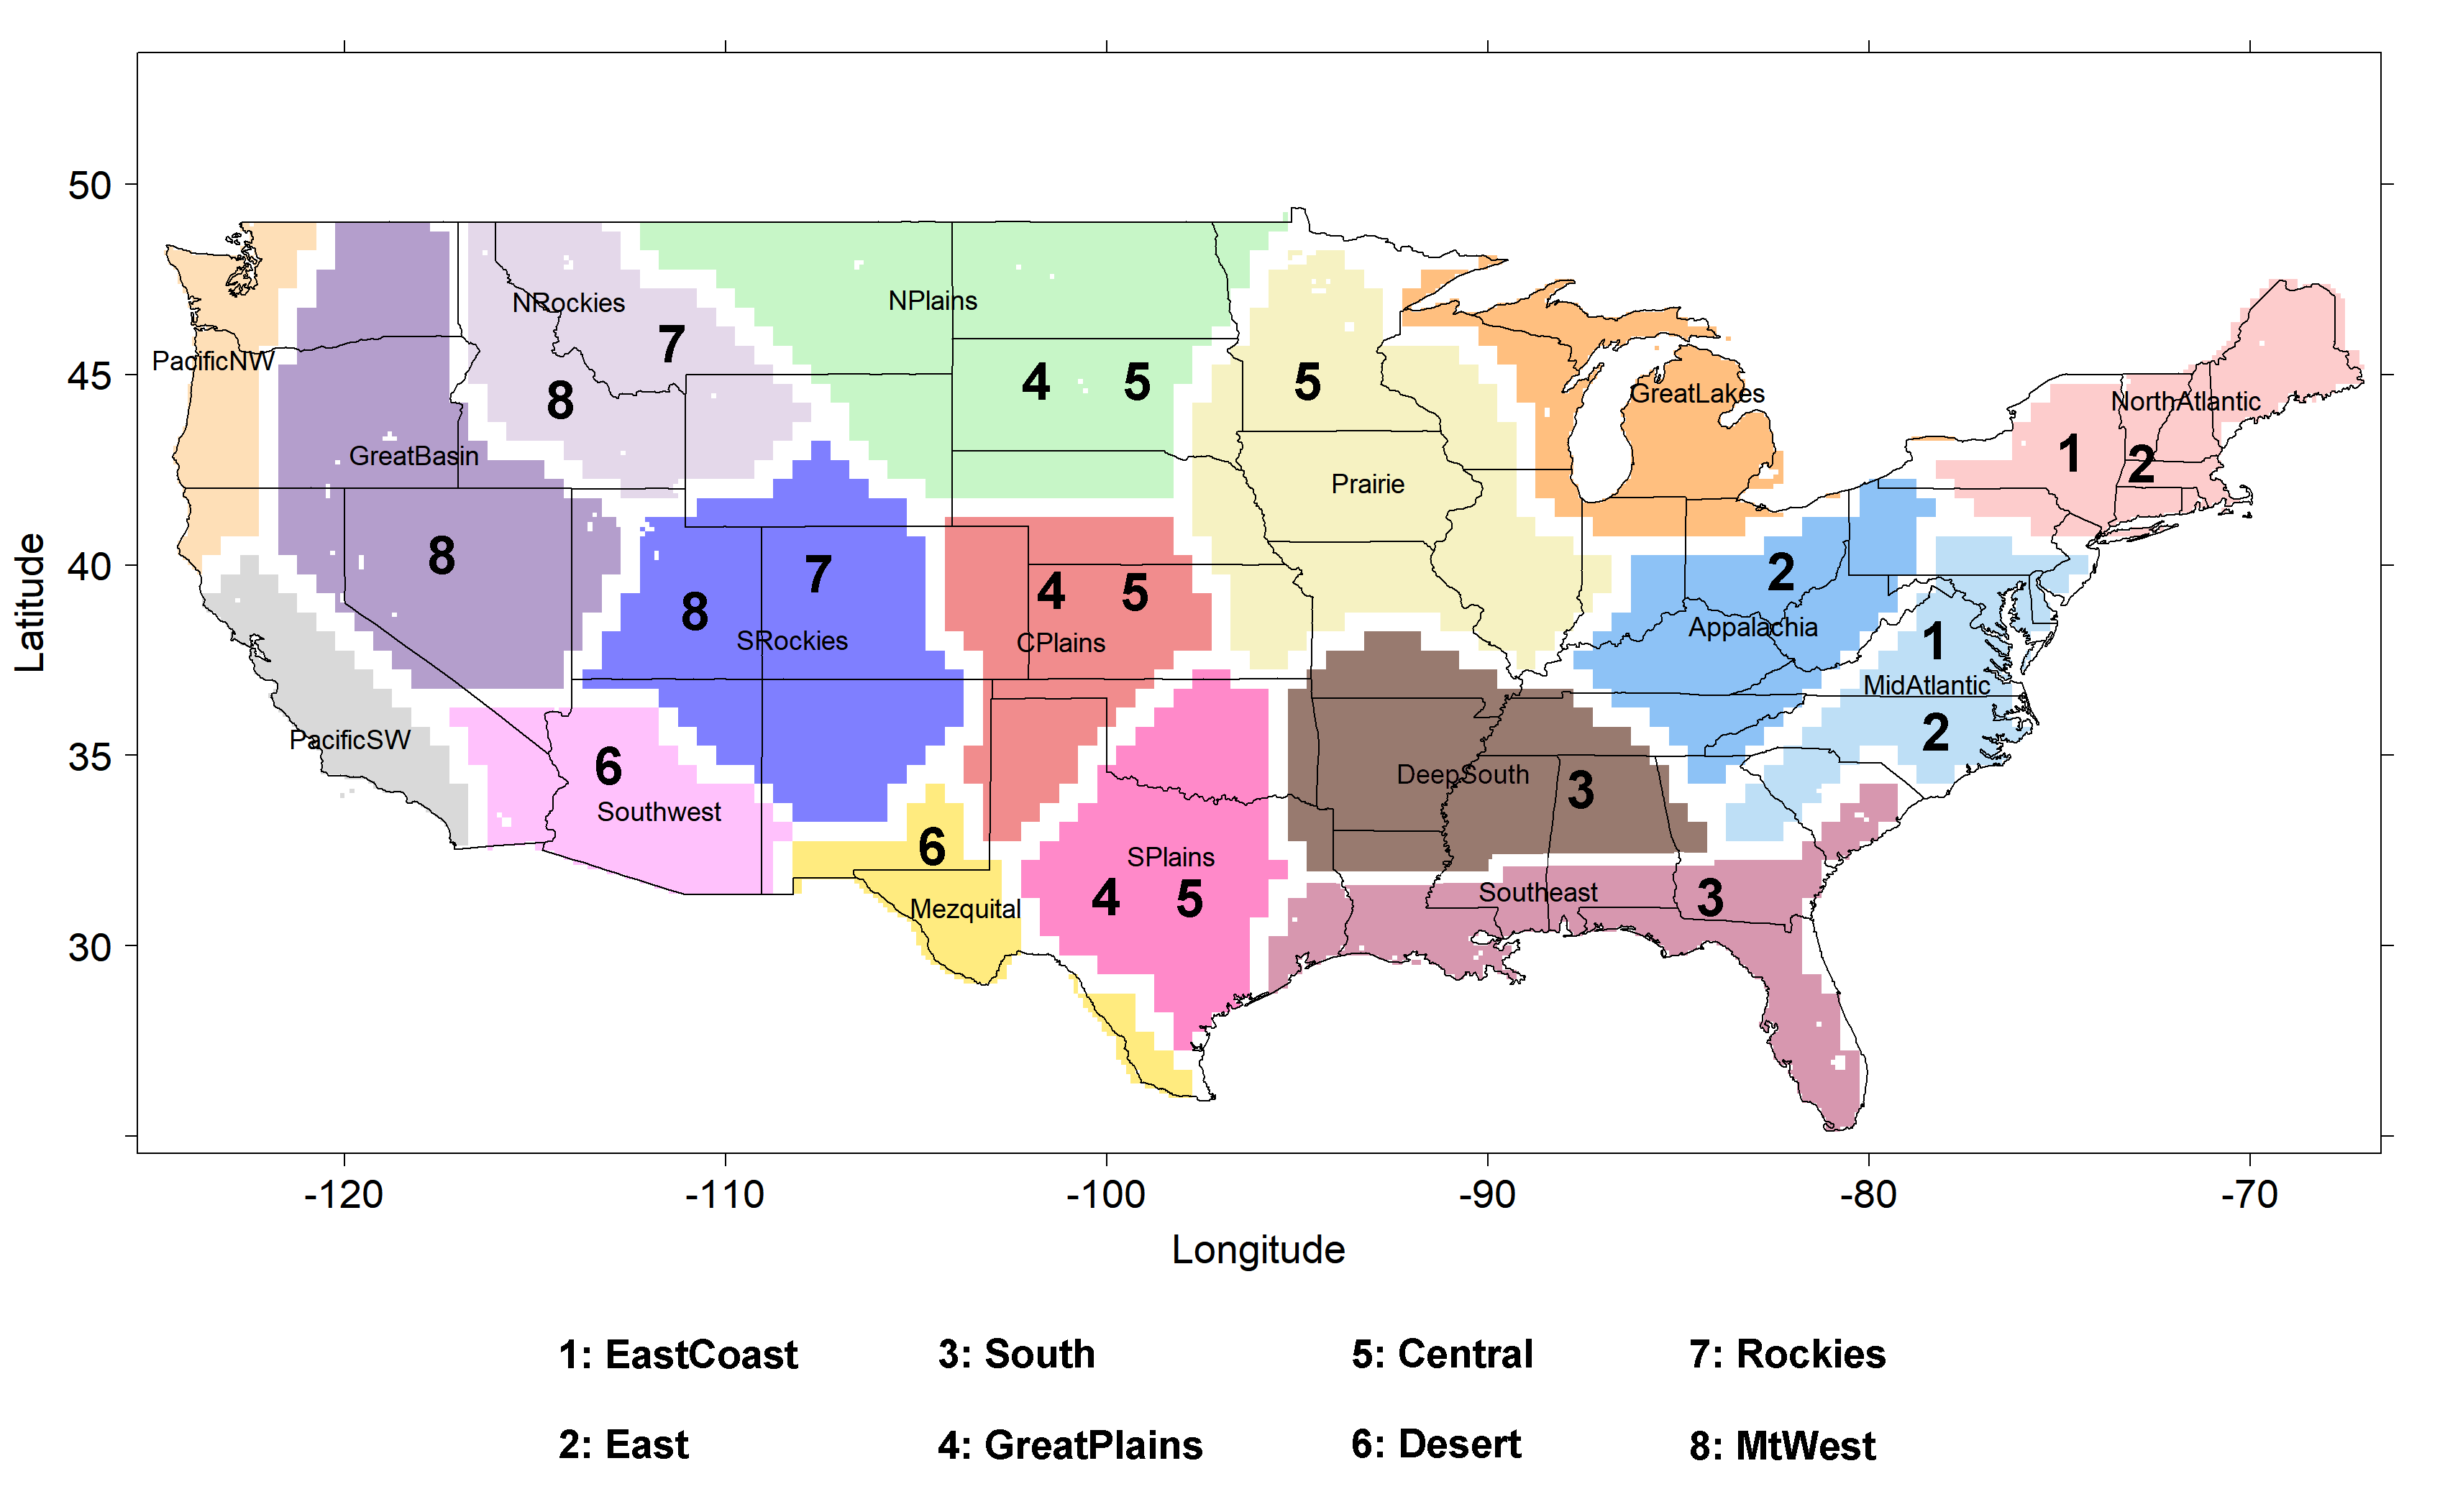 50
45
40
35
30
Latitude
-120
-110
-100
-90
-80
-70
Longitude
PacificNW
NRockies
7
8
NPlains
4 5
5
GreatLakes
NorthAtlantic
1
2
GreatBasin
8
Prairie
7
8
SRockies
4 5
CPlains
2
Appalachia
1
MidAtlantic
2
PacificSW
6
Southwest
6
Mezquital
SPlains
4 5
DeepSouth
3
Southeast
3
1: EastCoast 3: South 5: Central 7: Rockies
2: East 4: GreatPlains 6: Desert 8: MtWest